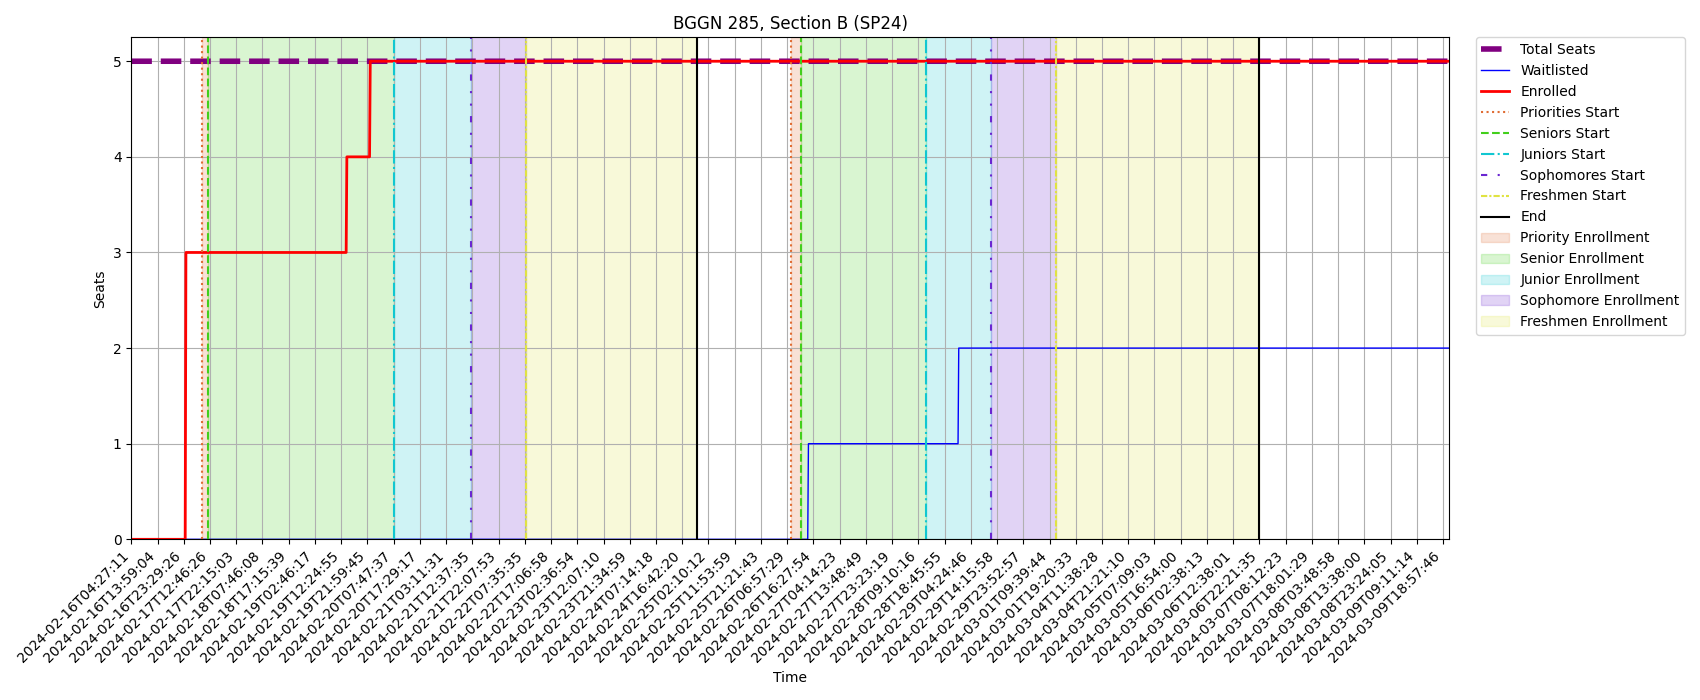 BGGN 285, Section B (SP24)
Seats
5
4
3
2
1
0
2024-02-16T04:27:11
2024-02-16T13:59:04
2024-02-16T23:29:26
2024-02-17T12:46:26
2024-02-17T22:15:03
2024-02-18T07:46:08
2024-02-18T17:15:39
2024-02-19T02:46:17
2024-02-19T12:24:55
2024-02-19T21:59:45
2024-02-20T07:47:37
2024-02-20T17:29:17
2024-02-21T03:11:31
2024-02-21T12:37:35
2024-02-21T22:07:53
2024-02-22T07:35:35
2024-02-22T17:06:58
2024-02-23T02:36:54
2024-02-23T12:07:10
2024-02-23T21:34:59
2024-02-24T07:14:18
2024-02-24T16:42:20
2024-02-25T02:10:12
2024-02-25T11:53:59
2024-02-25T21:21:43
2024-02-26T06:57:29
2024-02-26T16:27:54
2024-02-27T04:14:23
2024-02-27T13:48:49
2024-02-27T23:23:19
2024-02-28T09:10:16
2024-02-28T18:45:55
2024-02-29T04:24:46
2024-02-29T14:15:58
2024-02-29T23:52:57
2024-03-01T09:39:44
2024-03-01T19:20:33
2024-03-04T11:38:28
2024-03-04T21:21:10
2024-03-05T07:09:03
2024-03-05T16:54:00
2024-03-06T02:38:13
2024-03-06T12:38:01
2024-03-06T22:21:35
2024-03-07T08:12:23
2024-03-07T18:01:29
2024-03-08T03:48:58
2024-03-08T13:38:00
2024-03-08T23:24:05
2024-03-09T09:11:14
2024-03-09T18:57:46
Time
Total Seats
Waitlisted
Enrolled
Priorities Start
Seniors Start
Juniors Start
Sophomores Start
Freshmen Start
End
Priority Enrollment
Senior Enrollment
Junior Enrollment
Sophomore Enrollment
Freshmen Enrollment